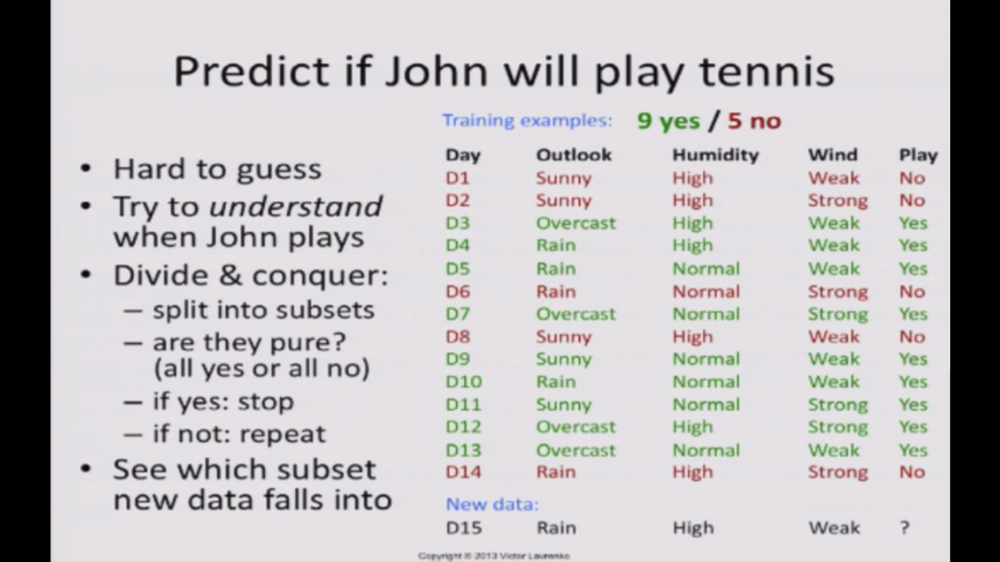 Predict if John will play tennis
Training examples: 9 yes / 5 no
• Hard to guess
• Try to understand
when John plays
• Divide & conquer:
– split into subsets
– are they pure?
(all yes or all no)
– if yes: stop
– if not: repeat
• See which subset
new data falls into
Day Outlook Humidity Wind Play
D1 Sunny High Weak No
D2 Sunny High Strong No
D3 Overcast High Weak Yes
D4 Rain High Weak Yes
D5 Rain Normal Weak Yes
D6 Rain Normal Strong No
D7 Overcast Normal Strong Yes
D8 Sunny High Weak No
D9 Sunny Normal Weak Yes
D10 Rain Normal Weak Yes
D11 Sunny Normal Strong Yes
D12 Overcast High Strong Yes
D13 Overcast Normal Weak Yes
D14 Rain High Strong No
New data:
D15 Rain High Weak ?
Copyright © 2013 Victor Lavrenko